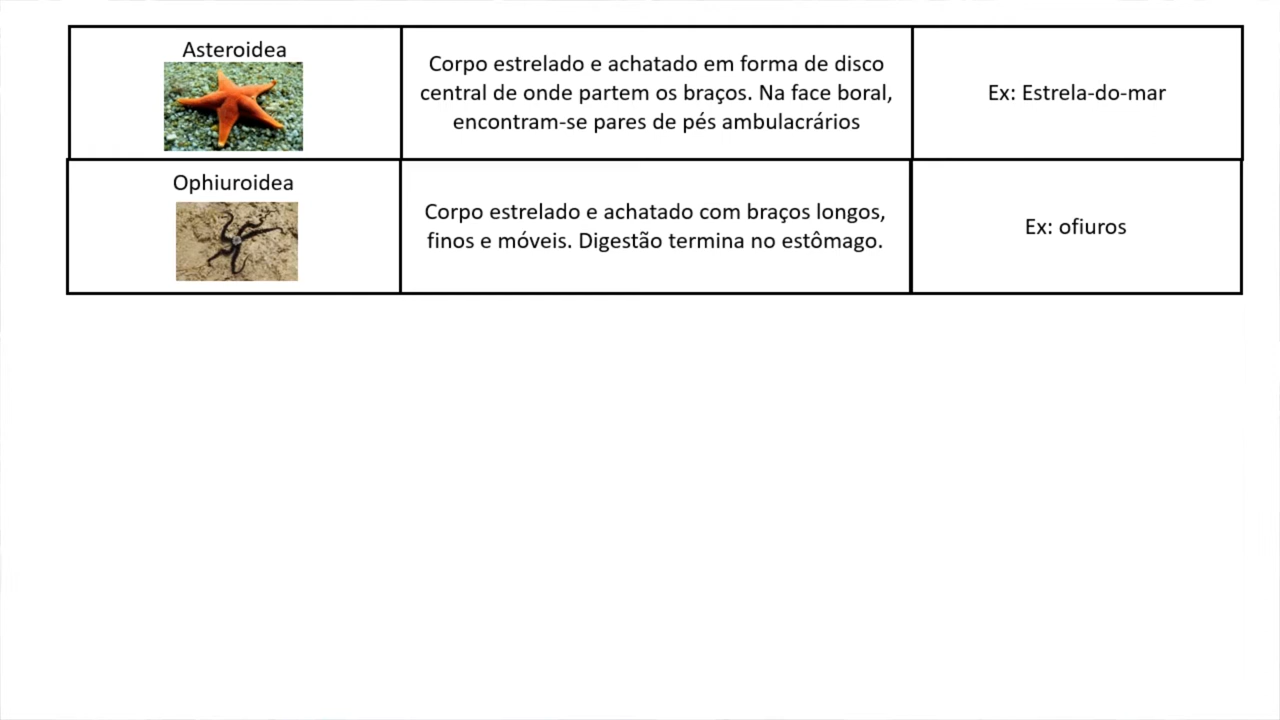 Asteroidea
Corpo estrelado e achatado em forma de disco
central de onde partem os braços. Na face boral,
encontram-se pares de pés ambulacrários
Ex: Estrela-do-mar
Ophiuroidea
Corpo estrelado e achatado com braços longos,
finos e móveis. Digestão termina no estômago.
Ex: ofiuros